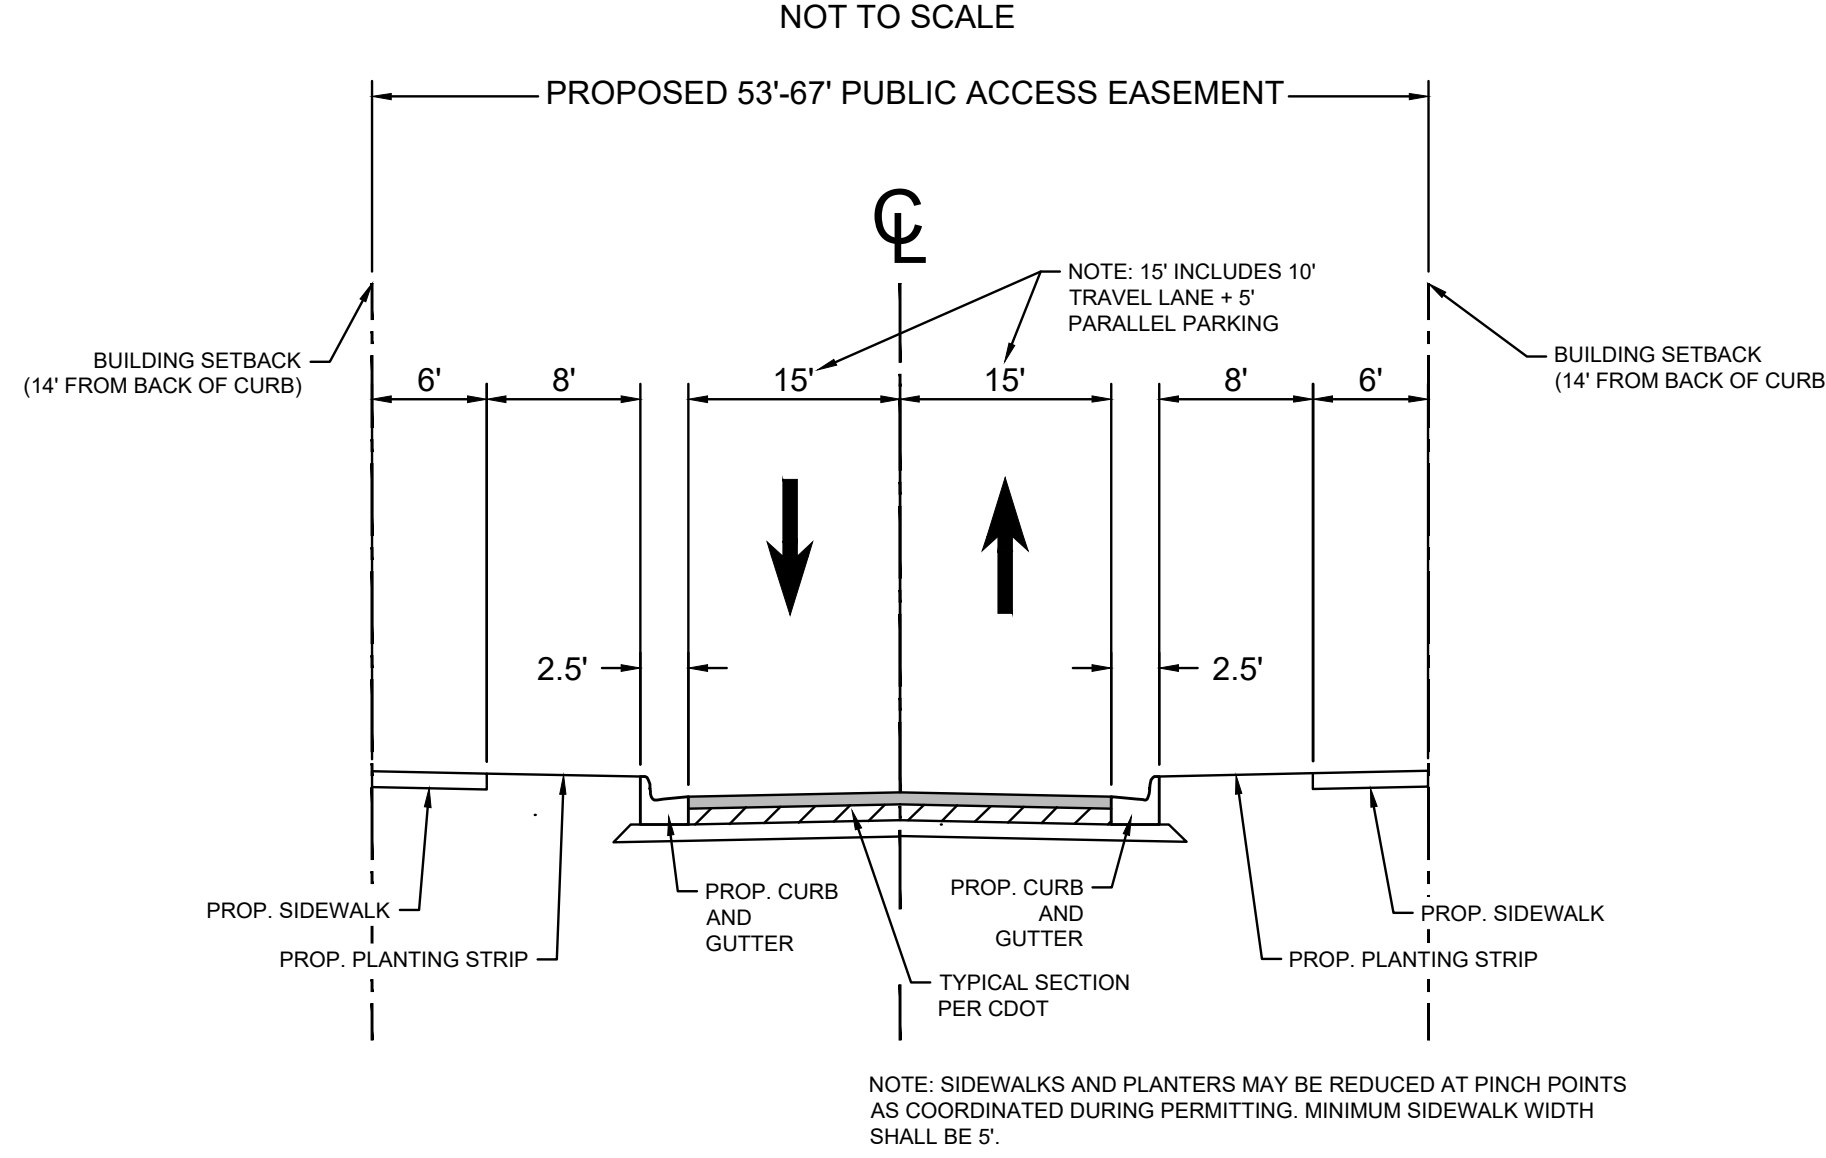 NOT TO SCALE
PROPOSED 53'-67' PUBLIC ACCESS EASEMENT
℄
NOTE: 15' INCLUDES 10'
TRAVEL LANE + 5'
PARALLEL PARKING
BUILDING SETBACK
(14' FROM BACK OF CURB)
BUILDING SETBACK
(14' FROM BACK OF CURB
6' 8' 15' 15' 8' 6'
2.5' 2.5'
PROP. SIDEWALK
PROP. PLANTING STRIP
PROP. CURB
AND
GUTTER
PROP. CURB
AND
GUTTER
TYPICAL SECTION
PER CDOT
PROP. SIDEWALK
PROP. PLANTING STRIP
NOTE: SIDEWALKS AND PLANTERS MAY BE REDUCED AT PINCH POINTS
AS COORDINATED DURING PERMITTING. MINIMUM SIDEWALK WIDTH
SHALL BE 5'.